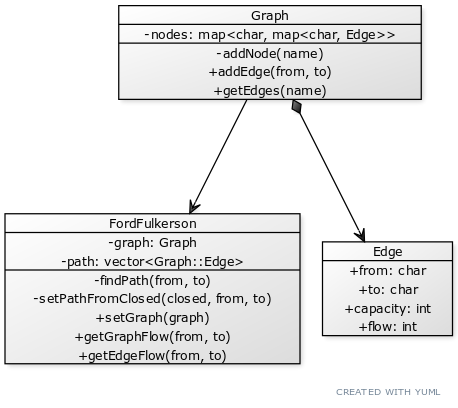 Graph
-nodes: map<char, map<char, Edge>>
-addNode(name)
+addEdge(from, to)
+getEdges(name)
FordFulkerson
-graph: Graph
-path: vector<Graph::Edge>
-findPath(from, to)
-setPathFromClosed(closed, from, to)
+setGraph(graph)
+getGraphFlow(from, to)
+getEdgeFlow(from, to)
Edge
+from: char
+to: char
+capacity: int
+flow: int
CREATED WITH YUML